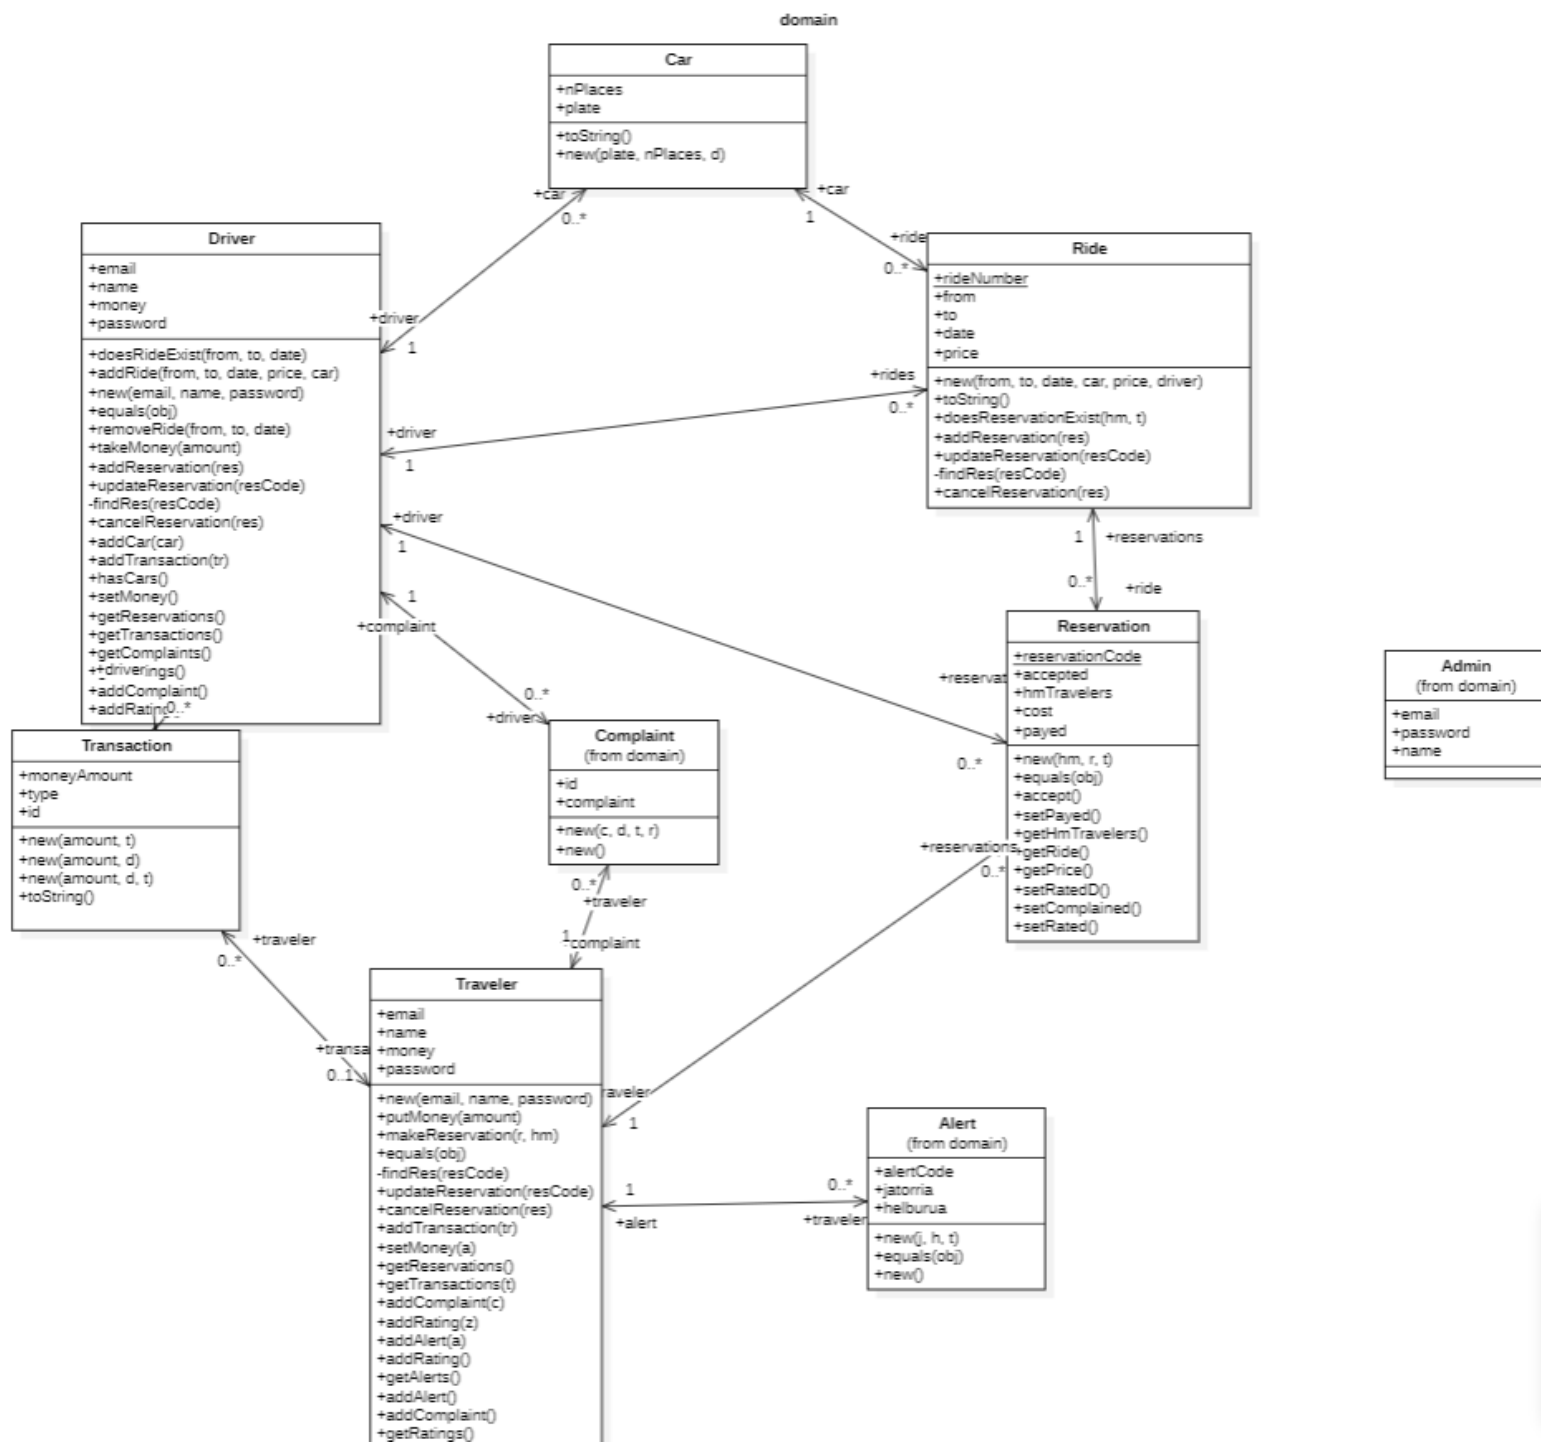 domain
Car
+nPlaces
+plate
+toString()
+new(plate, nPlaces, d)
+car
0..*
+car
1
Driver
+email
+name
+money
+password
+doesRideExist(from, to, date)
+addRide(from, to, date, price, car)
+new(email, name, password)
+equals(obj)
+removeRide(from, to, date)
+takeMoney(amount)
+addReservation(res)
+updateReservation(resCode)
-findRes(resCode)
+cancelReservation(res)
+addCar(car)
+addTransaction(tr)
+hasCars()
+setMoney()
+getReservations()
+getTransactions()
+getComplaints()
+driverings()
+addComplaint()
+addRating
0..*
+driver
1
+ride
0..*
Ride
+rideNumber
+from
+to
+date
+price
+new(from, to, date, car, price, driver)
+toString()
+doesReservationExist(hm, t)
+addReservation(res)
+updateReservation(resCode)
-findRes(resCode)
+cancelReservation(res)
+rides
0..*
+driver
1
+driver
1
1
+complaint
1
+reservations
0..*
+ride
Reservation
+reservationCode
+accepted
+hmTravelers
+cost
+payed
+new(hm, r, t)
+equals(obj)
+accept()
+setPayed()
+getHmTravelers()
+getRide()
+getPrice()
+setRatedD()
+setComplained()
+setRated()
+reservat
0..*
+reservations
0..*
Admin
(from domain)
+email
+password
+name
0..*
+driver
Complaint
(from domain)
+id
+complaint
+new(c, d, t, r)
+new()
0..*
+traveler
1
complaint
Transaction
+moneyAmount
+type
+id
+new(amount, t)
+new(amount, d)
+new(amount, d, t)
+toString()
+traveler
0..*
+transa
0..1
Traveler
+email
+name
+money
+password
+new(email, name, password)
+putMoney(amount)
+makeReservation(r, hm)
+equals(obj)
-findRes(resCode)
+updateReservation(resCode)
+cancelReservation(res)
+addTransaction(tr)
+setMoney(a)
+getReservations()
+getTransactions(t)
+addComplaint(c)
+addRating(z)
+addAlert(a)
+addRating()
+getAlerts()
+addAlert()
+addComplaint()
+getRatings()
raveler
1
1
+alert
0..*
+traveler
Alert
(from domain)
+alertCode
+jatorria
+helburua
+new(j, h, t)
+equals(obj)
+new()